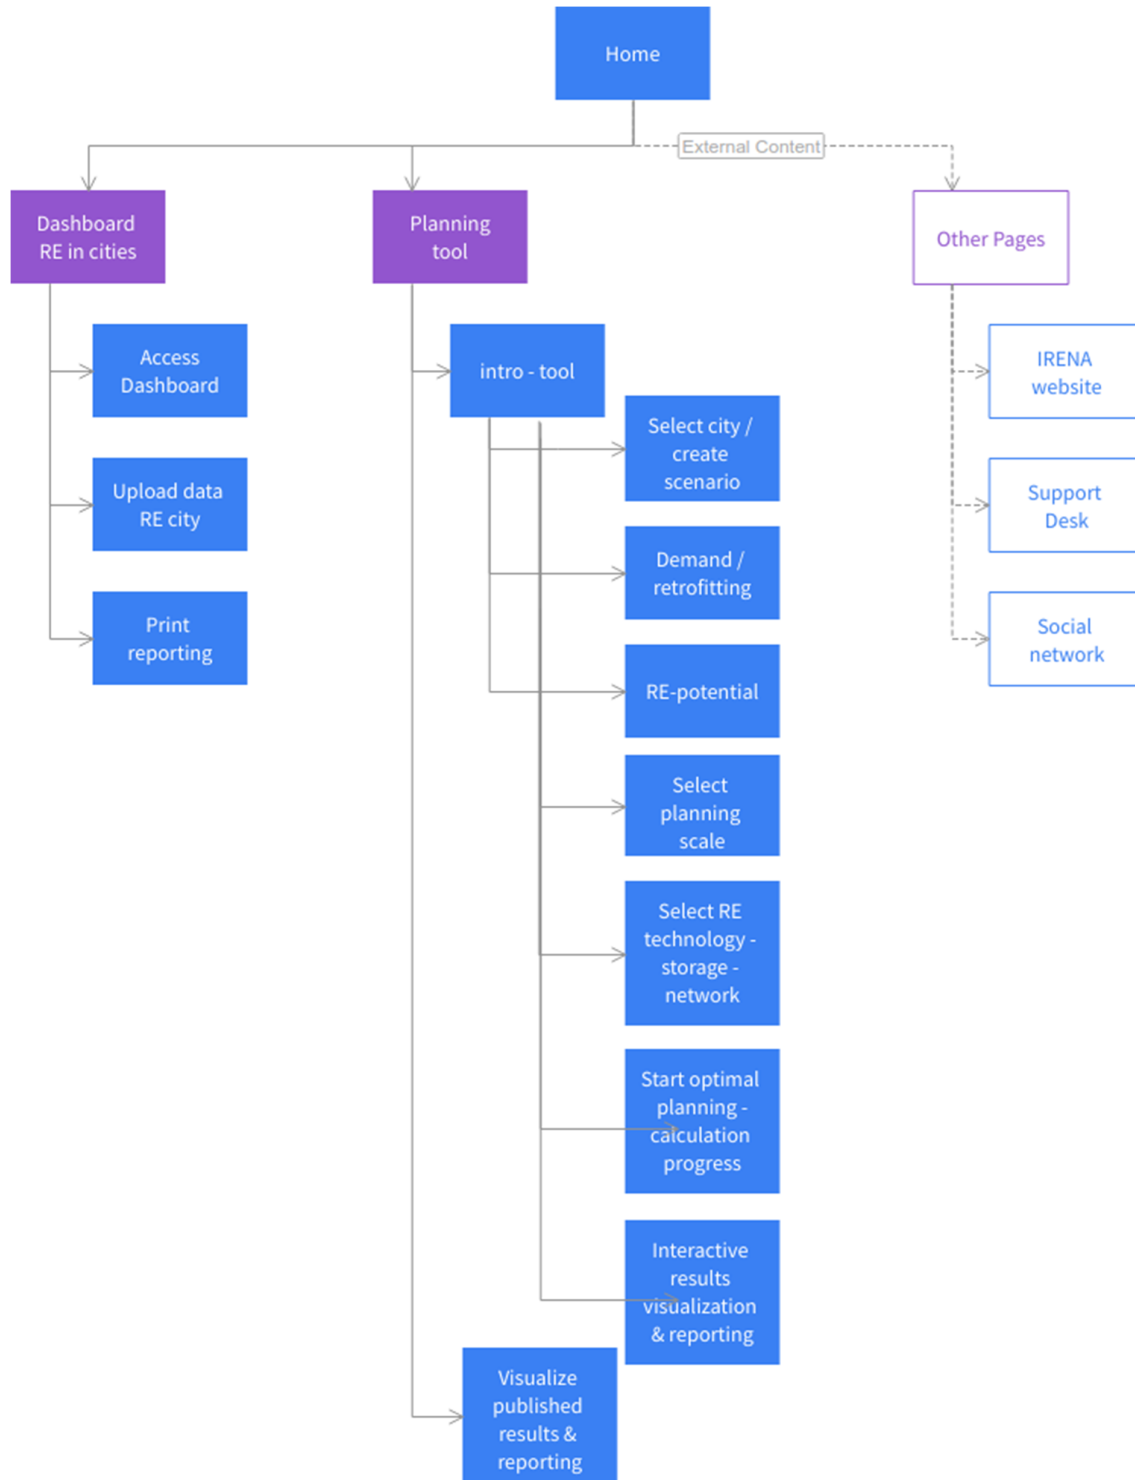 Home
External Content
Dashboard
RE in cities
Planning
tool
Other Pages
Access
Dashboard
Upload data
RE city
Print
reporting
intro - tool
Select city /
create
scenario
Demand /
retrofitting
RE-potential
Select
planning
scale
Select RE
technology -
storage -
network
Start optimal
planning -
calculation
progress
Interactive
results
visualization
& reporting
Visualize
published
results &
reporting
IRENA
website
Support
Desk
Social
network